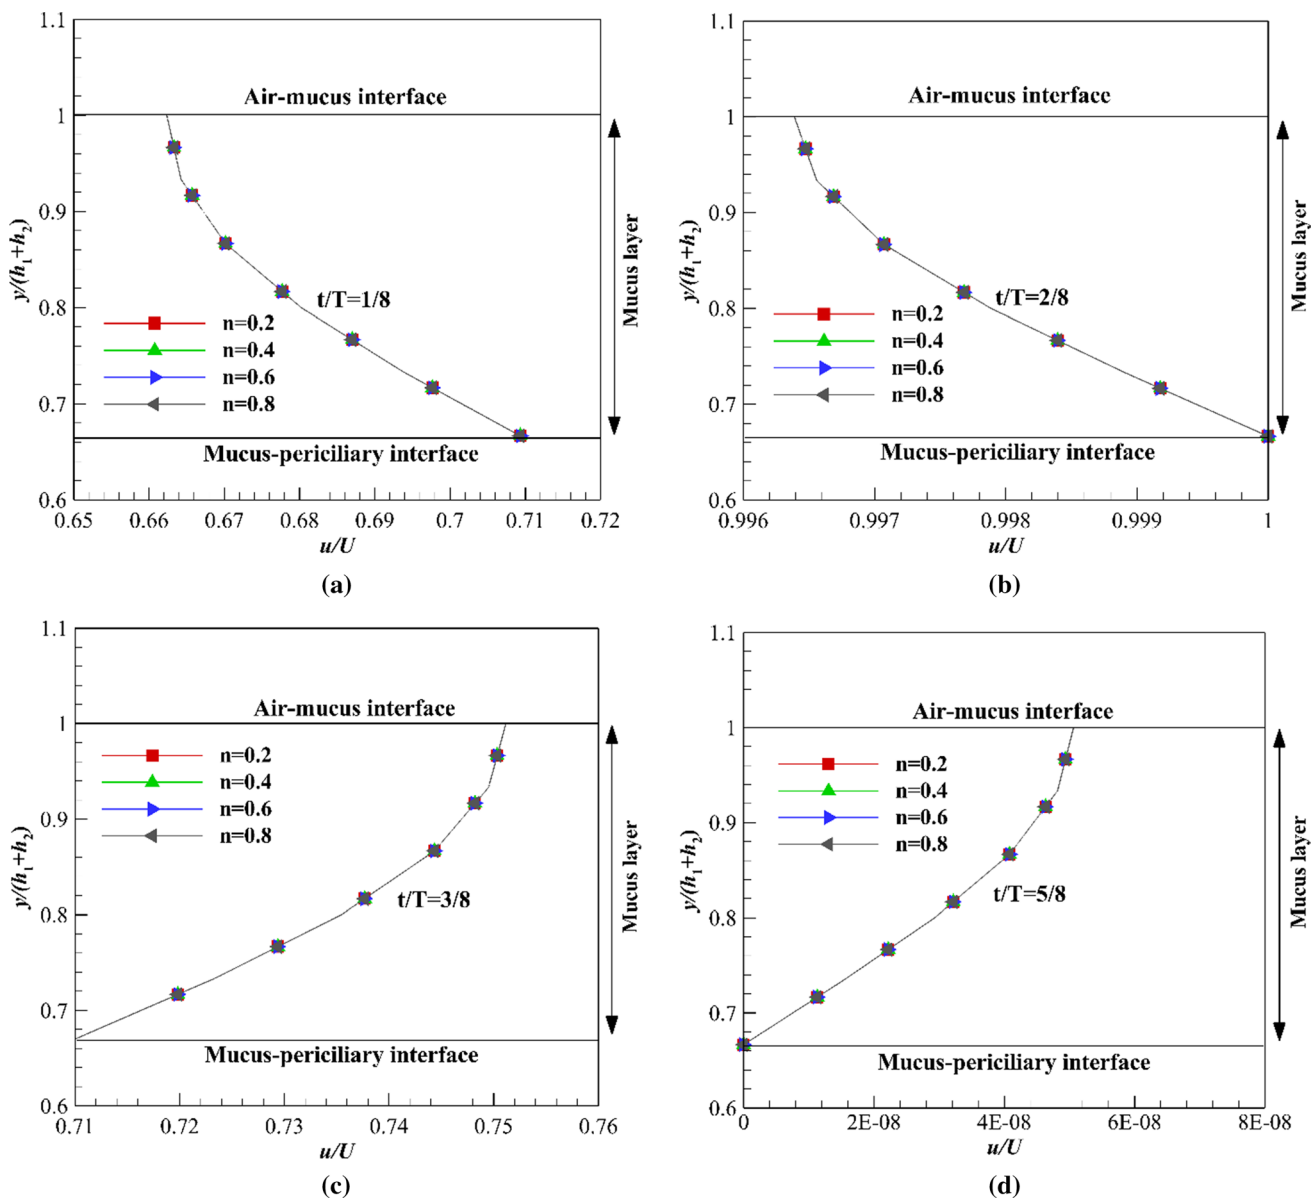 1.1
Air-mucus interface
1
0.9
y/(h1+h2)
0.8
t/T=1/8
n=0.2
n=0.4
n=0.6
n=0.8
0.7
Mucus-periciliary interface
0.6
0.65 0.66 0.67 0.68 0.69 0.7 0.71 0.72
u/U
Mucus layer
(a)
1.1
Air-mucus interface
1
0.9
y/(h1+h2)
0.8
t/T=2/8
n=0.2
n=0.4
n=0.6
n=0.8
0.7
Mucus-periciliary interface
0.6
0.996 0.997 0.998 0.999 1
u/U
Mucus layer
(b)
1.1
Air-mucus interface
1
n=0.2
n=0.4
n=0.6
n=0.8
0.9
y/(h1+h2)
t/T=3/8
0.8
0.7
Mucus-periciliary interface
0.6
0.71 0.72 0.73 0.74 0.75 0.76
u/U
Mucus layer
(c)
1.1
Air-mucus interface
1
n=0.2
n=0.4
n=0.6
n=0.8
0.9
y/(h1+h2)
t/T=5/8
0.8
0.7
Mucus-periciliary interface
0.6
0 2E-08 4E-08 6E-08 8E-08
u/U
Mucus layer
(d)